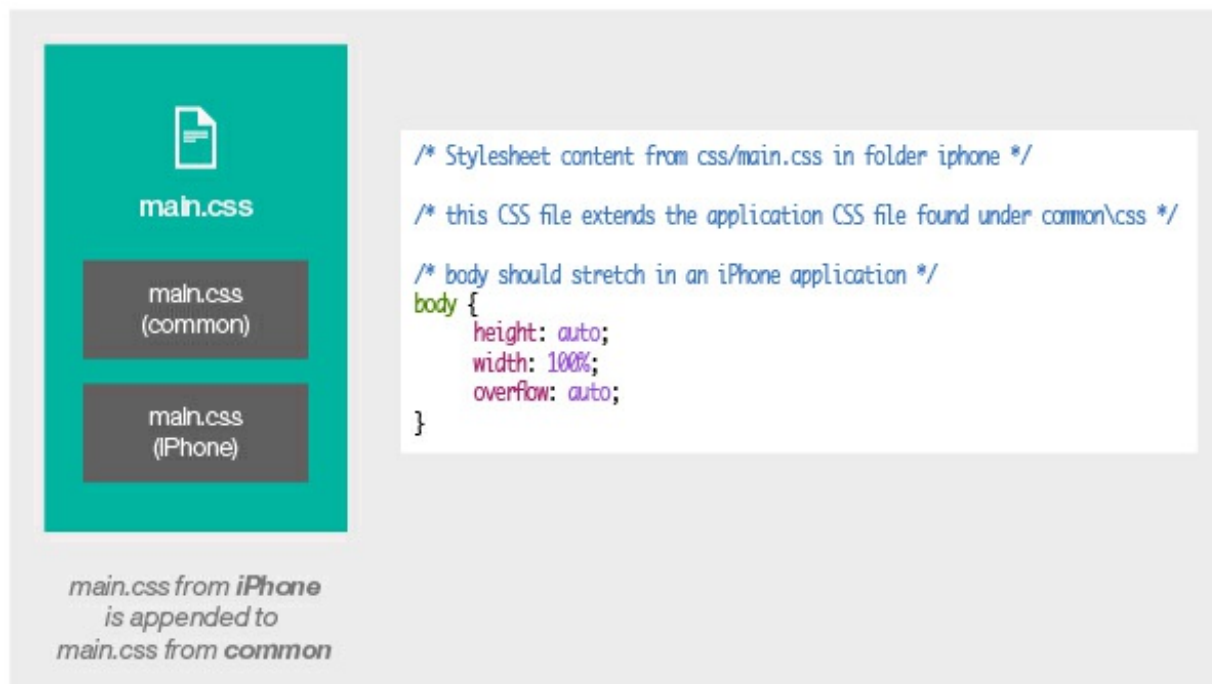 main.css
main.css
(common)
main.css
(iPhone)
main.css from iPhone
is appended to
main.css from common
/* Stylesheet content from css/main.css in folder iphone */
/* this CSS file extends the application CSS file found under common\css */
/* body should stretch in an iPhone application */
body {
height: auto;
width: 100%;
overflow: auto;
}